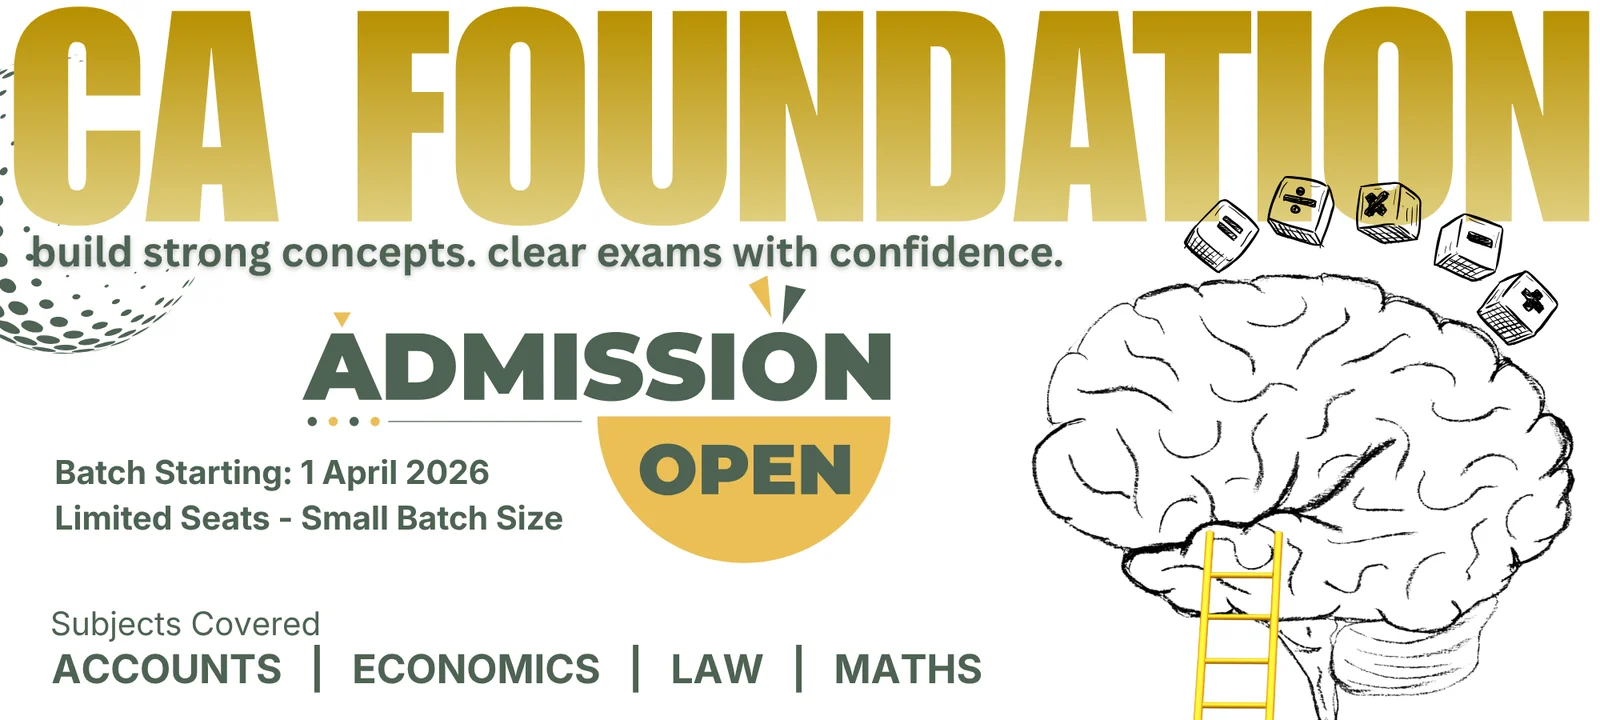 CA FOUNDATION
build strong concepts. clear exams with confidence.
ADMISSION
OPEN
Batch Starting: 1 April 2026
Limited Seats - Small Batch Size
Subjects Covered
ACCOUNTS | ECONOMICS | LAW | MATHS